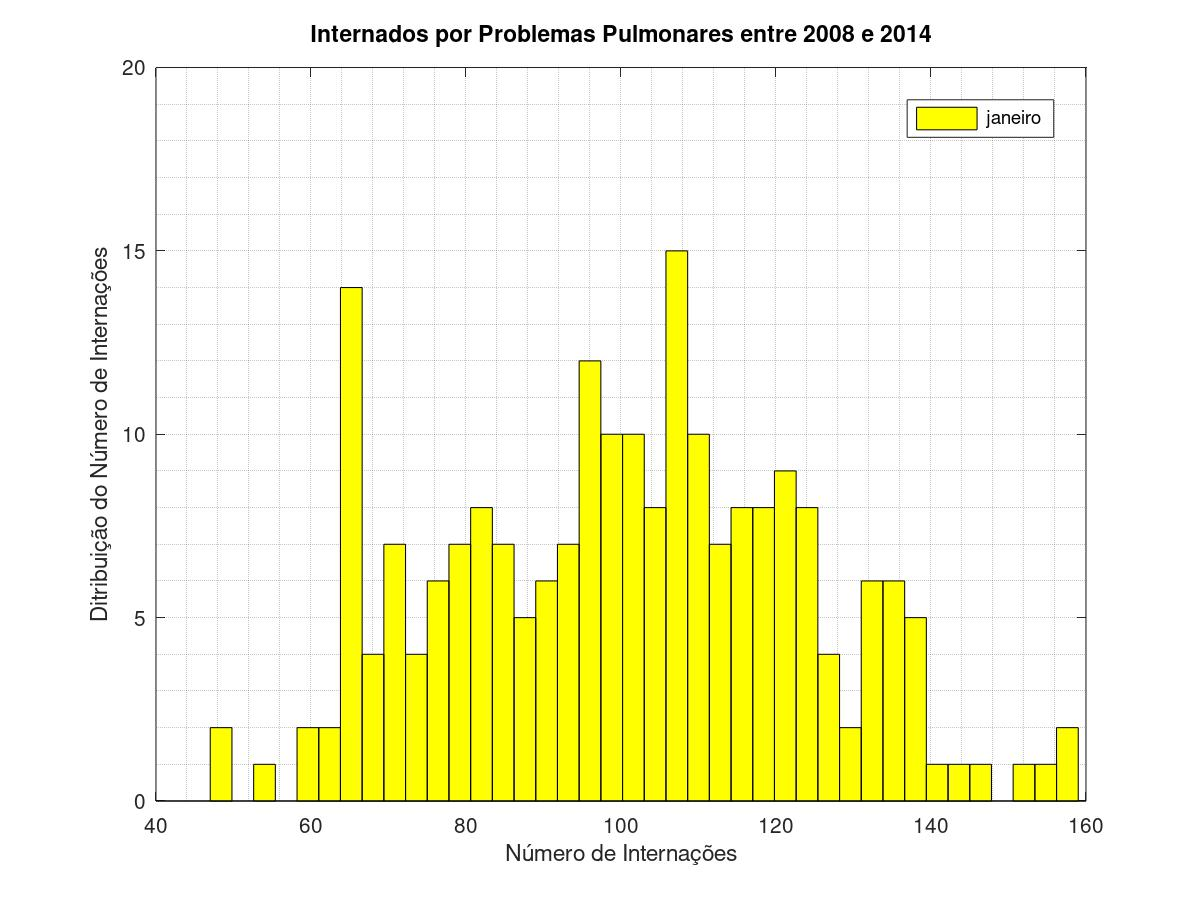 Internados por Problemas Pulmonares entre 2008 e 2014
janeiro
Ditribuição do Número de Internações
20
15
10
5
0
40 60 80 100 120 140 160
Número de Internações